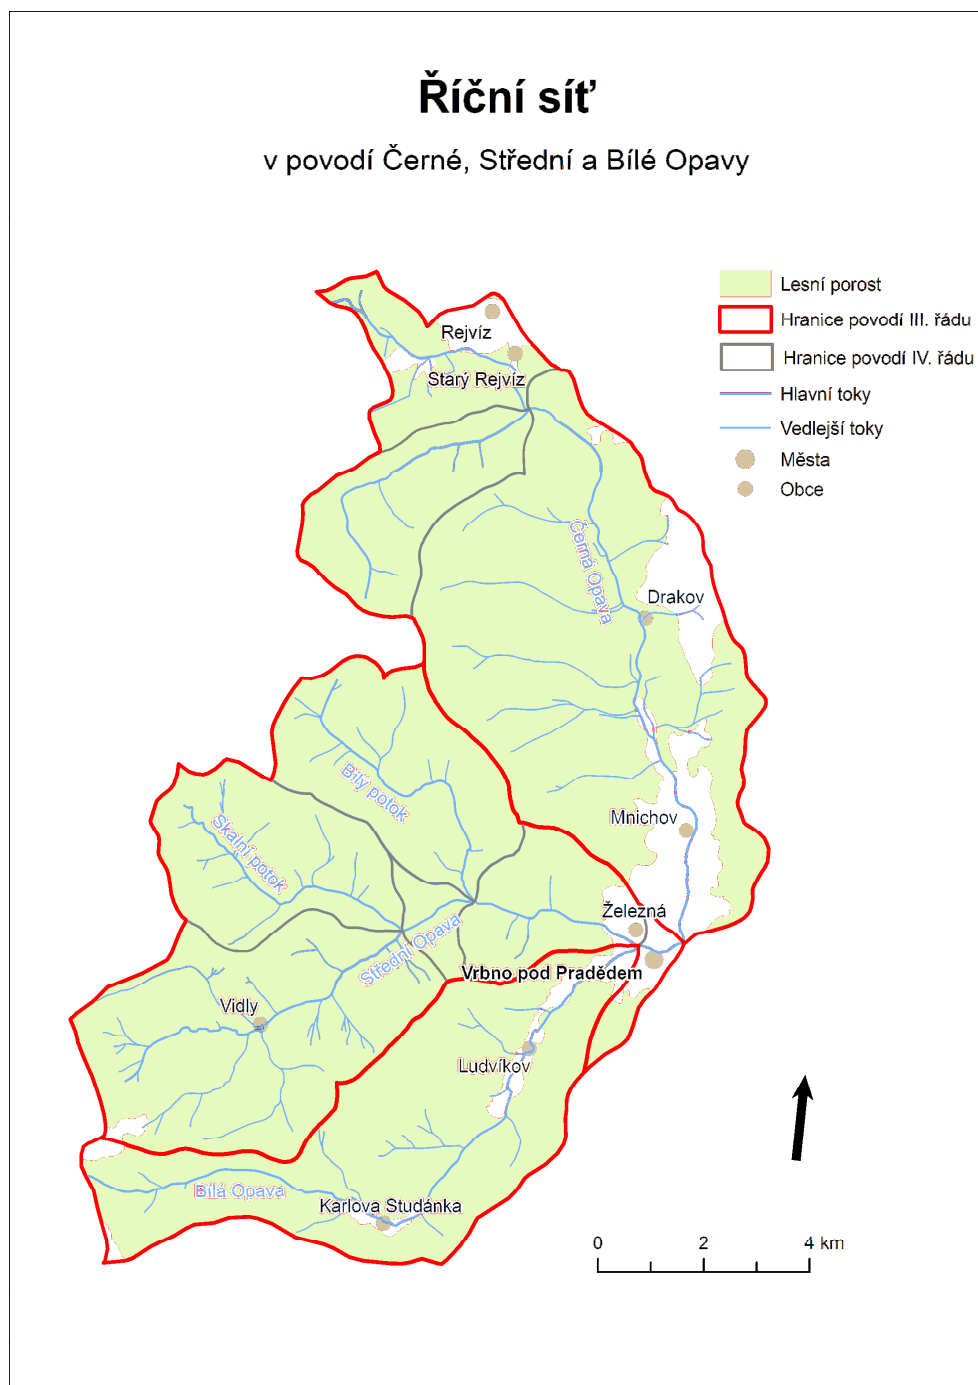 Říční síť
v povodí Černé, Střední a Bílé Opavy
Lesní porost
Hranice povodí III. řádu
Hranice povodí IV. řádu
Hlavní toky
Vedlejší toky
Města
Obce
Rejvíz
Starý Rejvíz
Černá Opava
Drakov
Bílý potok
Skalní potok
Mnichov
Železná
Střední Opava
Vrbno pod Pradědem
Vidly
Ludvíkov
Bílá Opava
Karlova Studánka
0 2 4 km